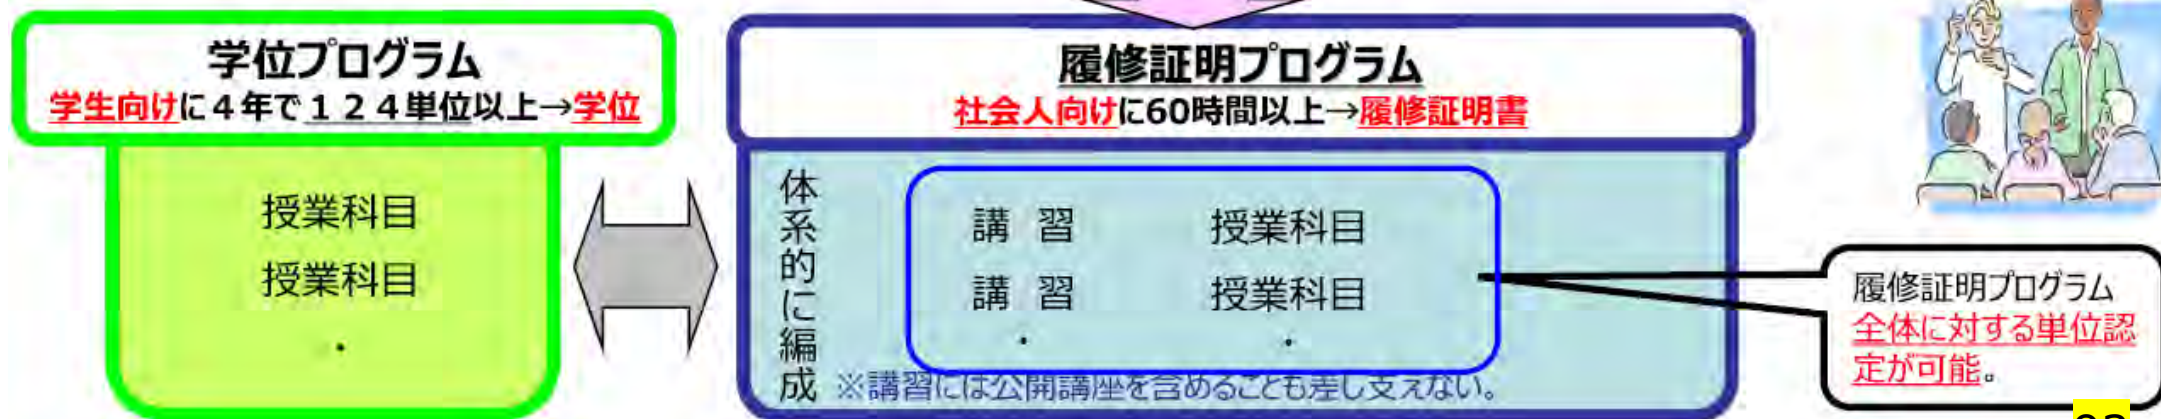 学位プログラム
学生向けに４年で１２４単位以上→学位
授業科目
授業科目
・
履修証明プログラム
社会人向けに60時間以上→履修証明書
体系的に編成
講 習 授業科目
講 習 授業科目
・ ・
※講習には公開講座を含めることも差し支えない。
履修証明プログラム
全体に対する単位認
定が可能。